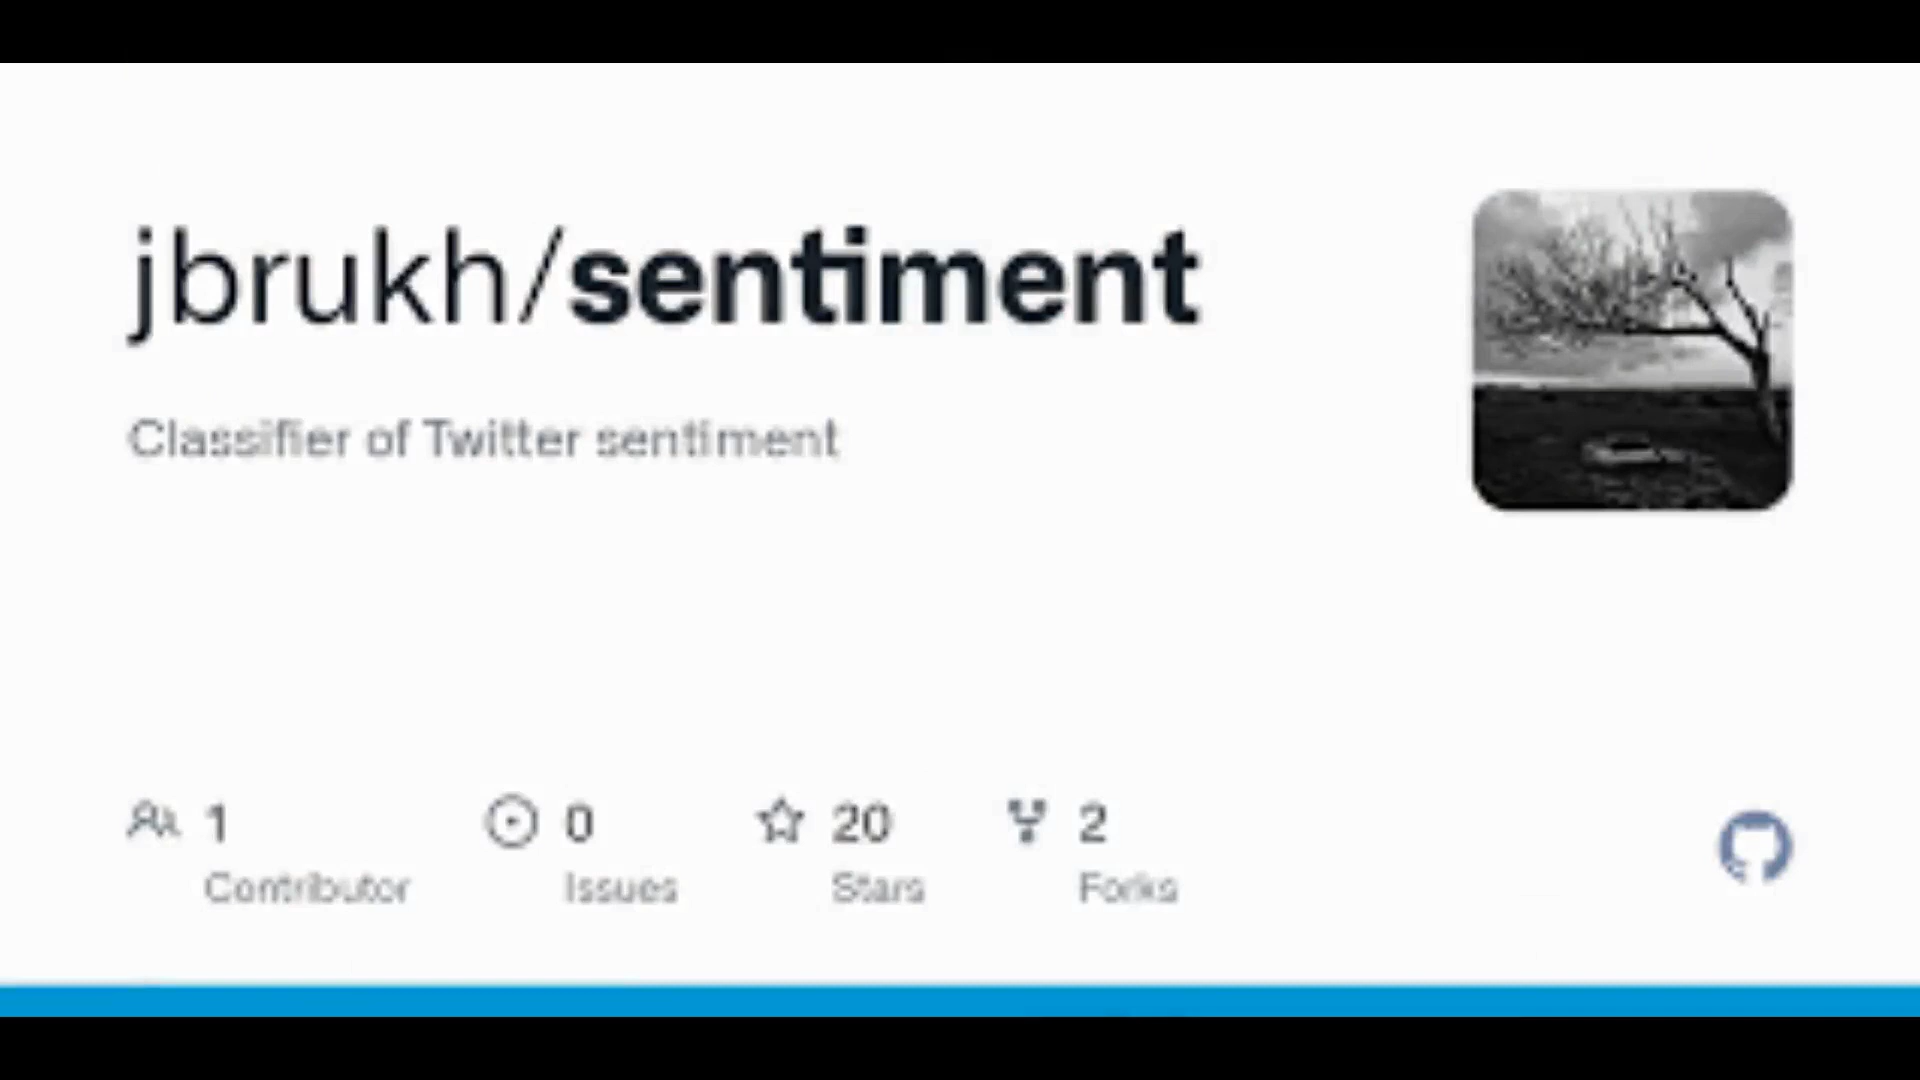 jbrukh/sentiment
Classifier of Twitter sentiment
1 0 20 2
Contributor Issues Stars Forks